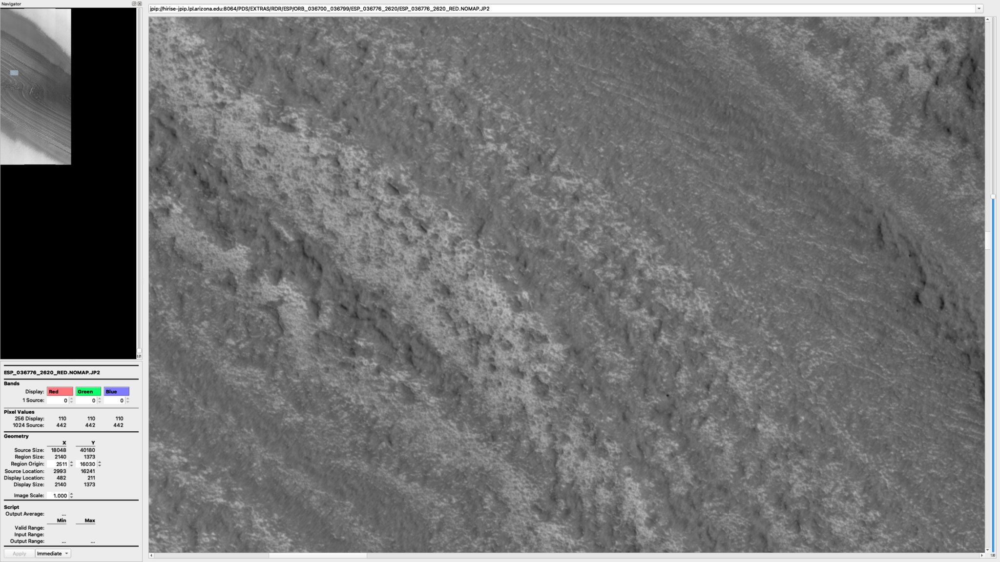 Navigator
jpip://hirise-jpip.lpl.arizona.edu:8064/PDS/EXTRAS/RDR/ESP/ORB_036700_036799/ESP_036776_2620/ESP_036776_2620_RED.NOMAP.JP2
0.01
ESP_036776_2620_RED.NOMAP.JP2
Bands
Display: Red Green Blue
1 Source: 0 0 0
Pixel Values
256 Display: 110 110 110
1024 Source: 442 442 442
Geometry
X Y
Source Size: 18048 40180
Region Size: 2140 1373
Region Origin: 2511 16030
Source Location: 2993 16241
Display Location: 482 211
Display Size: 2140 1373
Image Scale: 1.000
Script
Output Average: ...
Min Max
Valid Range:
Input Range:
Output Range: ... ...
Apply Immediate
1.00